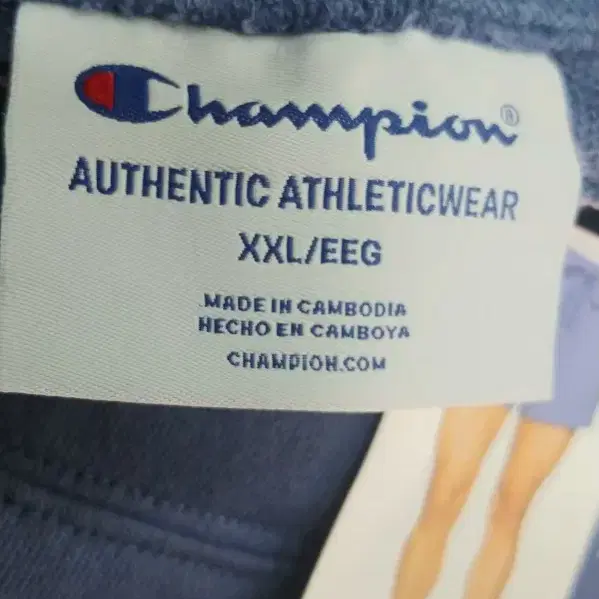 Champion®
AUTHENTIC ATHLETICWEAR
XXL/EEG
MADE IN CAMBODIA
HECHO EN CAMBOYA
CHAMPION.COM